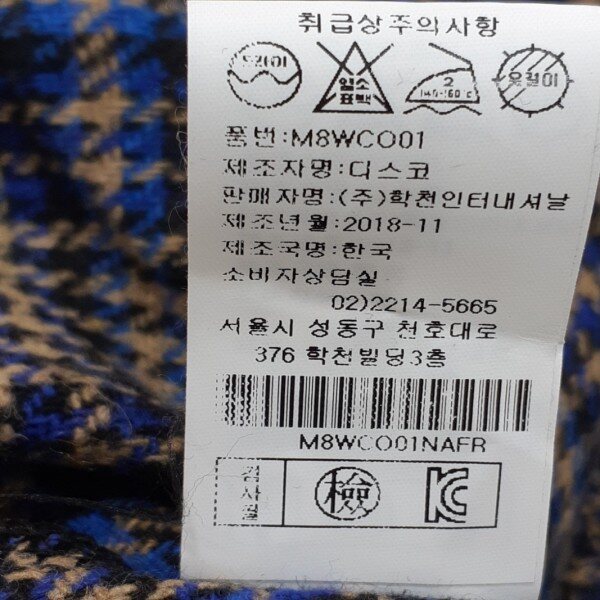 취급상주의사항
드라이
염소
표백
2
140-160°C
옷걸이
품번:M8WCO01
제조자명:디스코
판매자명:(주)학천인터내셔날
제조년월:2018-11
제조국명:한국
소비자상담실
02)2214-5665
서울시 성동구 천호대로
376 학천빌딩3층
M8WCO01NAFR
검사필
檢
KC